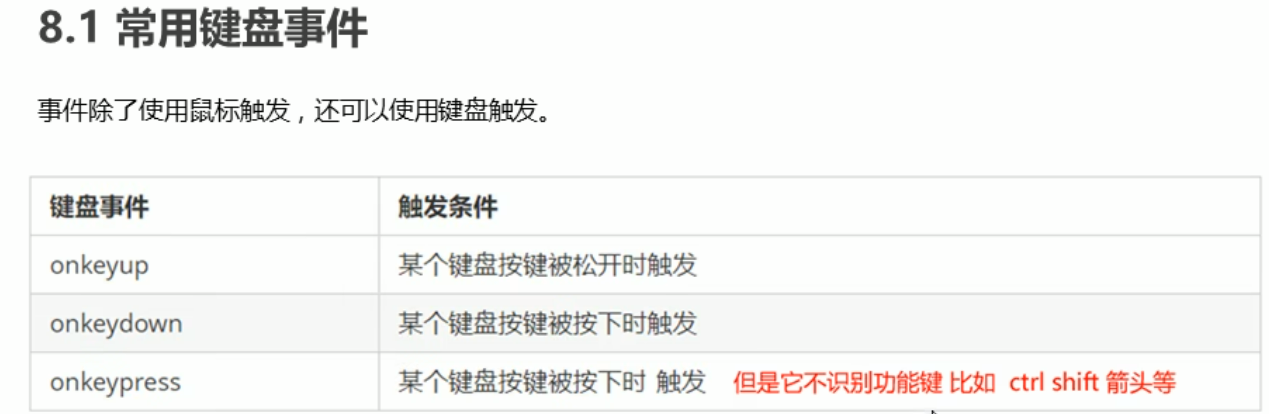 8.1 常用键盘事件
事件除了使用鼠标触发，还可以使用键盘触发。
键盘事件 触发条件
onkeyup 某个键盘按键被松开时触发
onkeydown 某个键盘按键被按下时触发
onkeypress 某个键盘按键被按下时 触发 但是它不识别功能键 比如 ctrl shift 箭头等